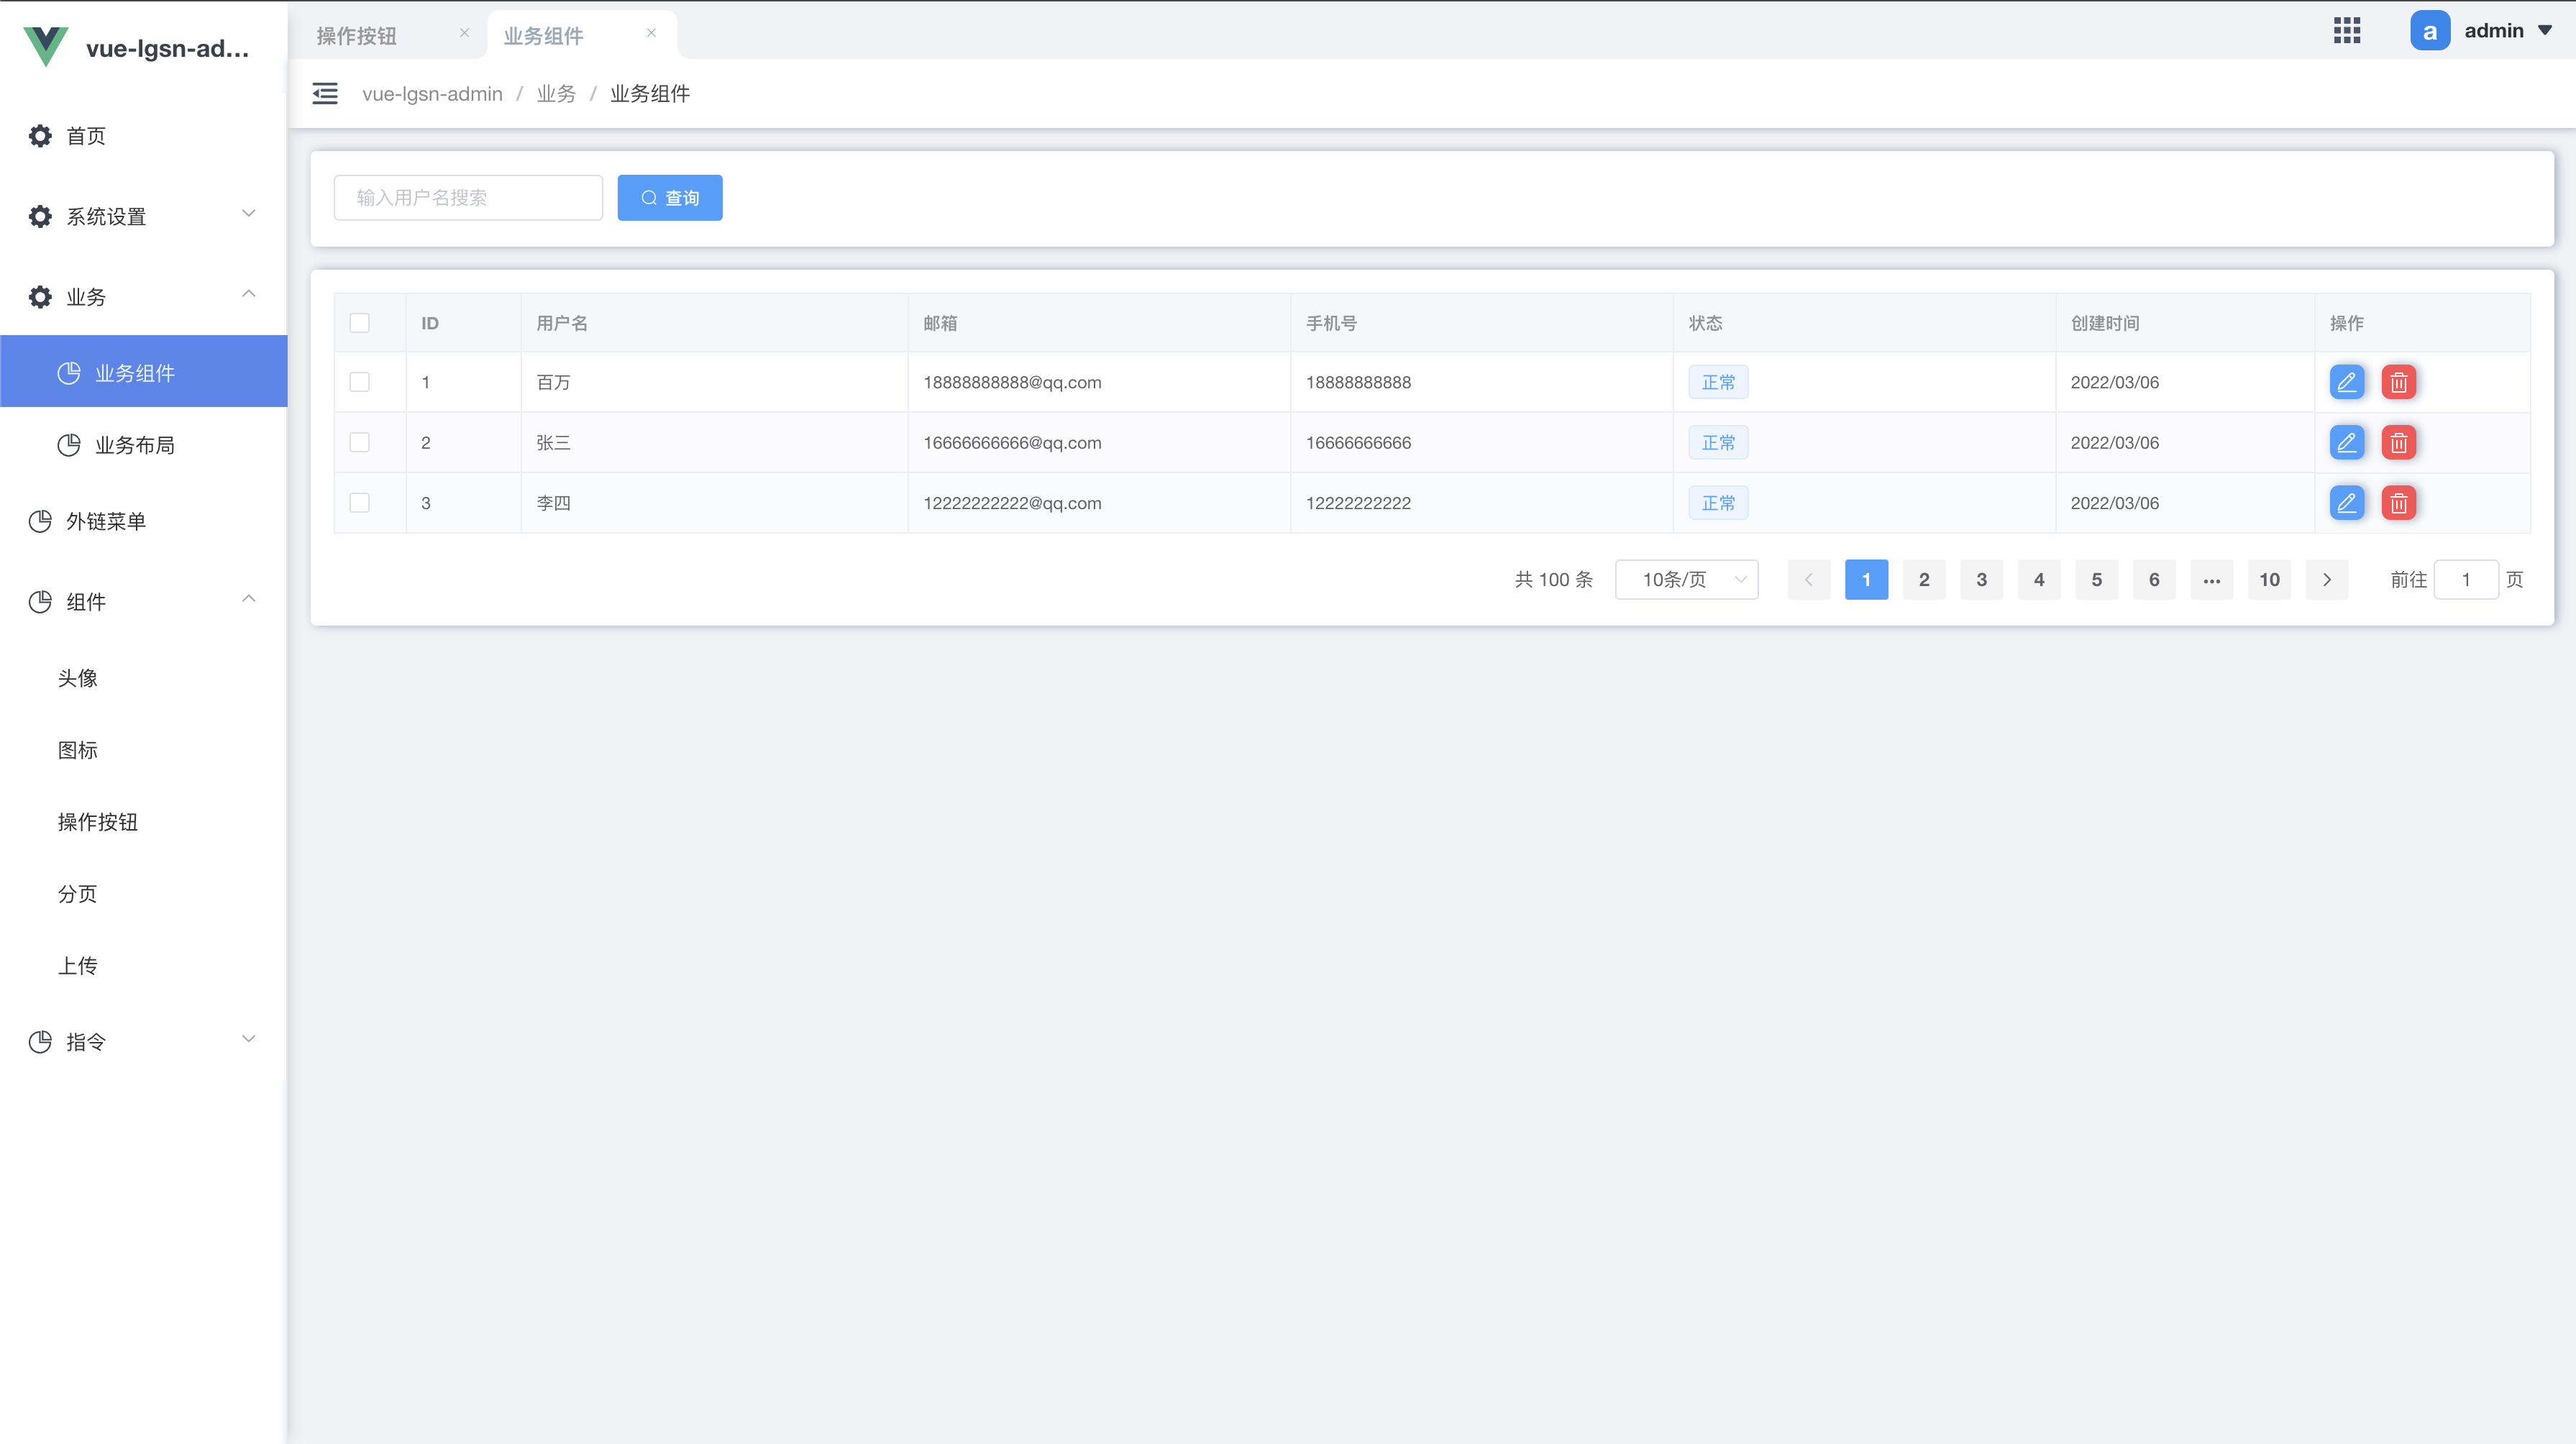 vue-lgsn-ad...
首页
系统设置
业务
业务组件
业务布局
外链菜单
组件
头像
图标
操作按钮
分页
上传
指令
操作按钮 业务组件
a admin
vue-lgsn-admin / 业务 / 业务组件
输入用户名搜索 查询
ID 用户名 邮箱 手机号 状态 创建时间 操作
1 百万 18888888888@qq.com 18888888888 正常 2022/03/06
2 张三 16666666666@qq.com 16666666666 正常 2022/03/06
3 李四 12222222222@qq.com 12222222222 正常 2022/03/06
共 100 条 10条/页 1 2 3 4 5 6 ... 10 前往 1 页